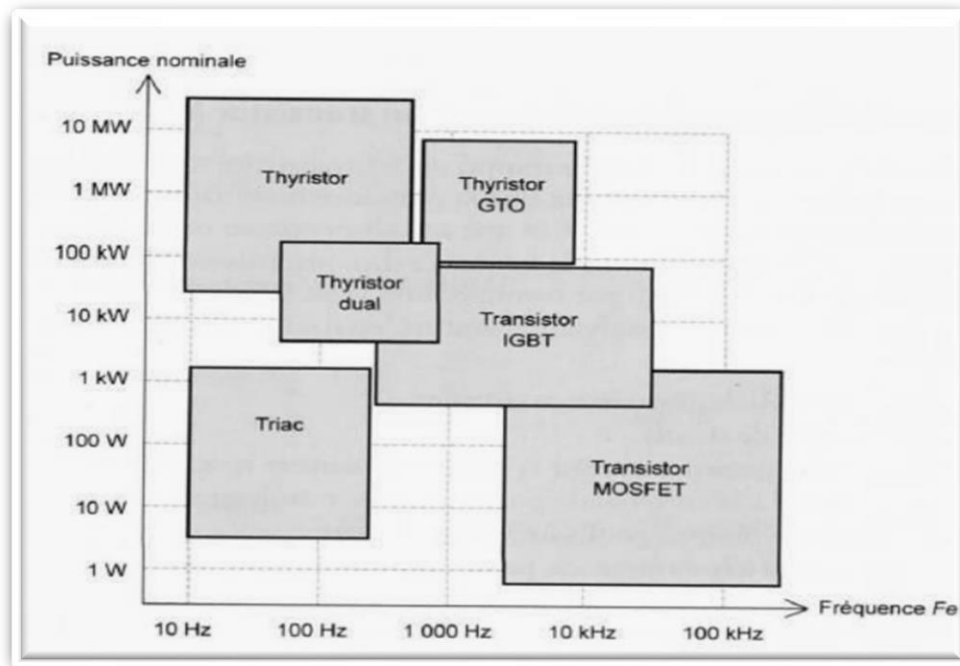 Puissance nominale
10 MW
1 MW
100 kW
10 kW
1 kW
100 W
10 W
1 W
Thyristor
Thyristor
GTO
Thyristor
dual
Transistor
IGBT
Triac
Transistor
MOSFET
10 Hz
100 Hz
1 000 Hz
10 kHz
100 kHz
Fréquence Fe